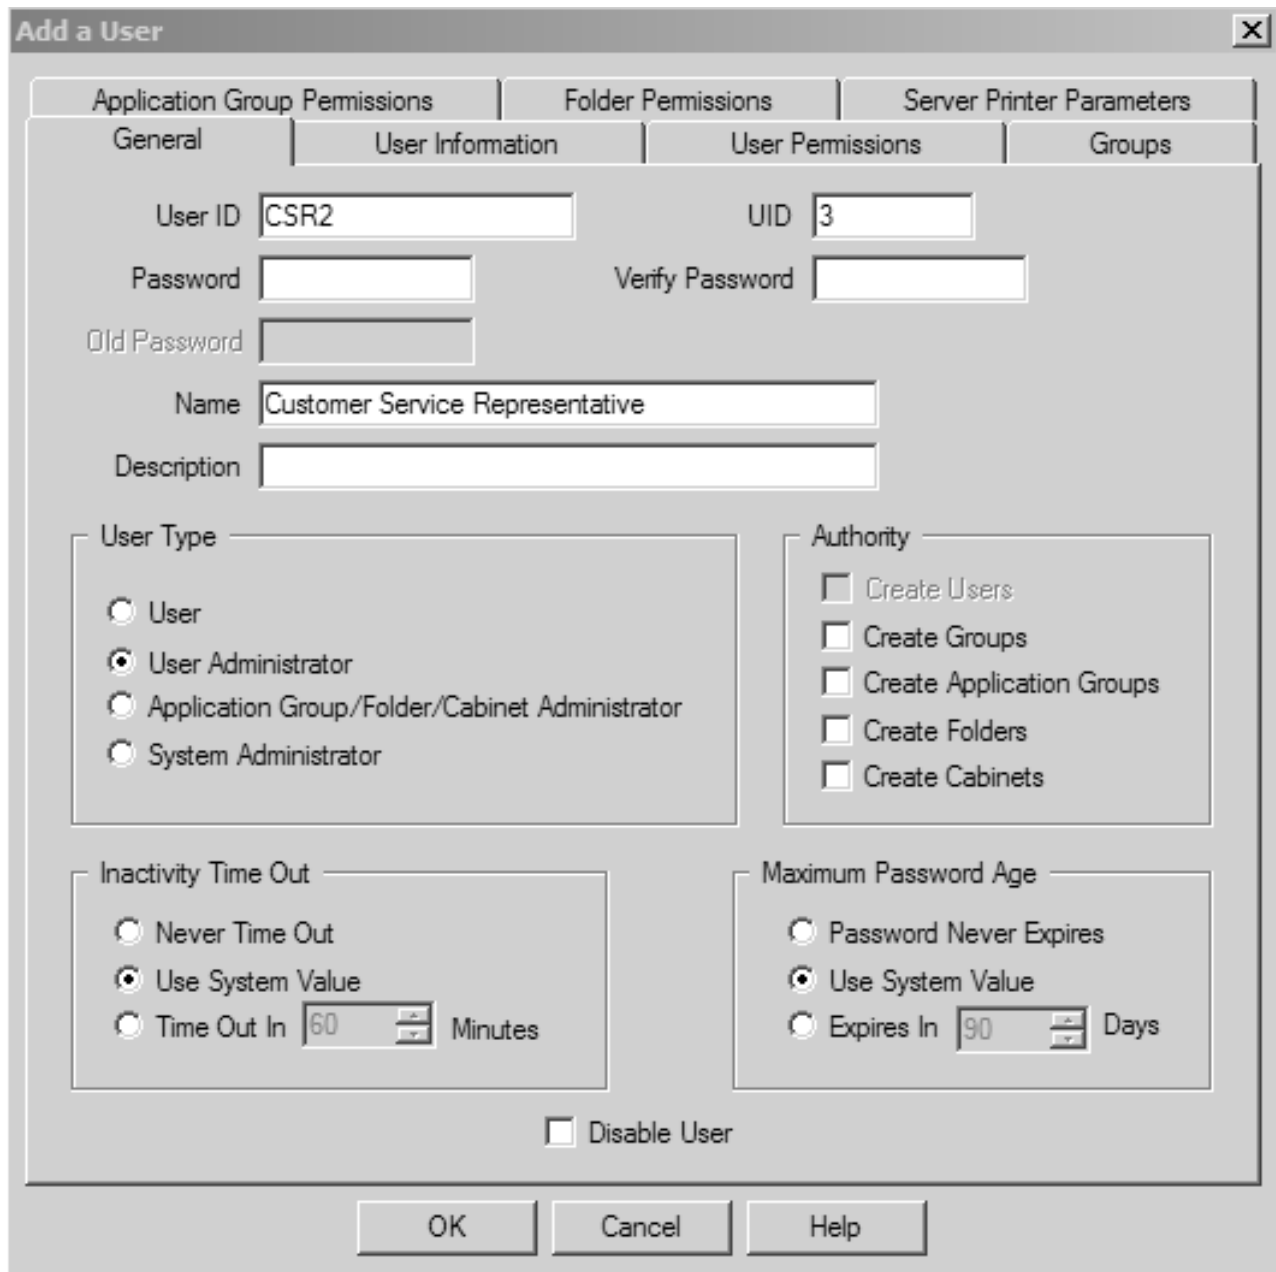 Add a User
Application Group Permissions Folder Permissions Server Printer Parameters
General User Information User Permissions Groups
User ID CSR2 UID 3
Password Verify Password
Old Password
Name Customer Service Representative
Description
User Type Authority
Create Users
User
Create Groups
User Administrator
Create Application Groups
Application Group/Folder/Cabinet Administrator
Create Folders
System Administrator
Create Cabinets
Inactivity Time Out Maximum Password Age
Never Time Out Password Never Expires
Use System Value Use System Value
Time Out In 60 Minutes Expires In 90 Days
Disable User
OK Cancel Help